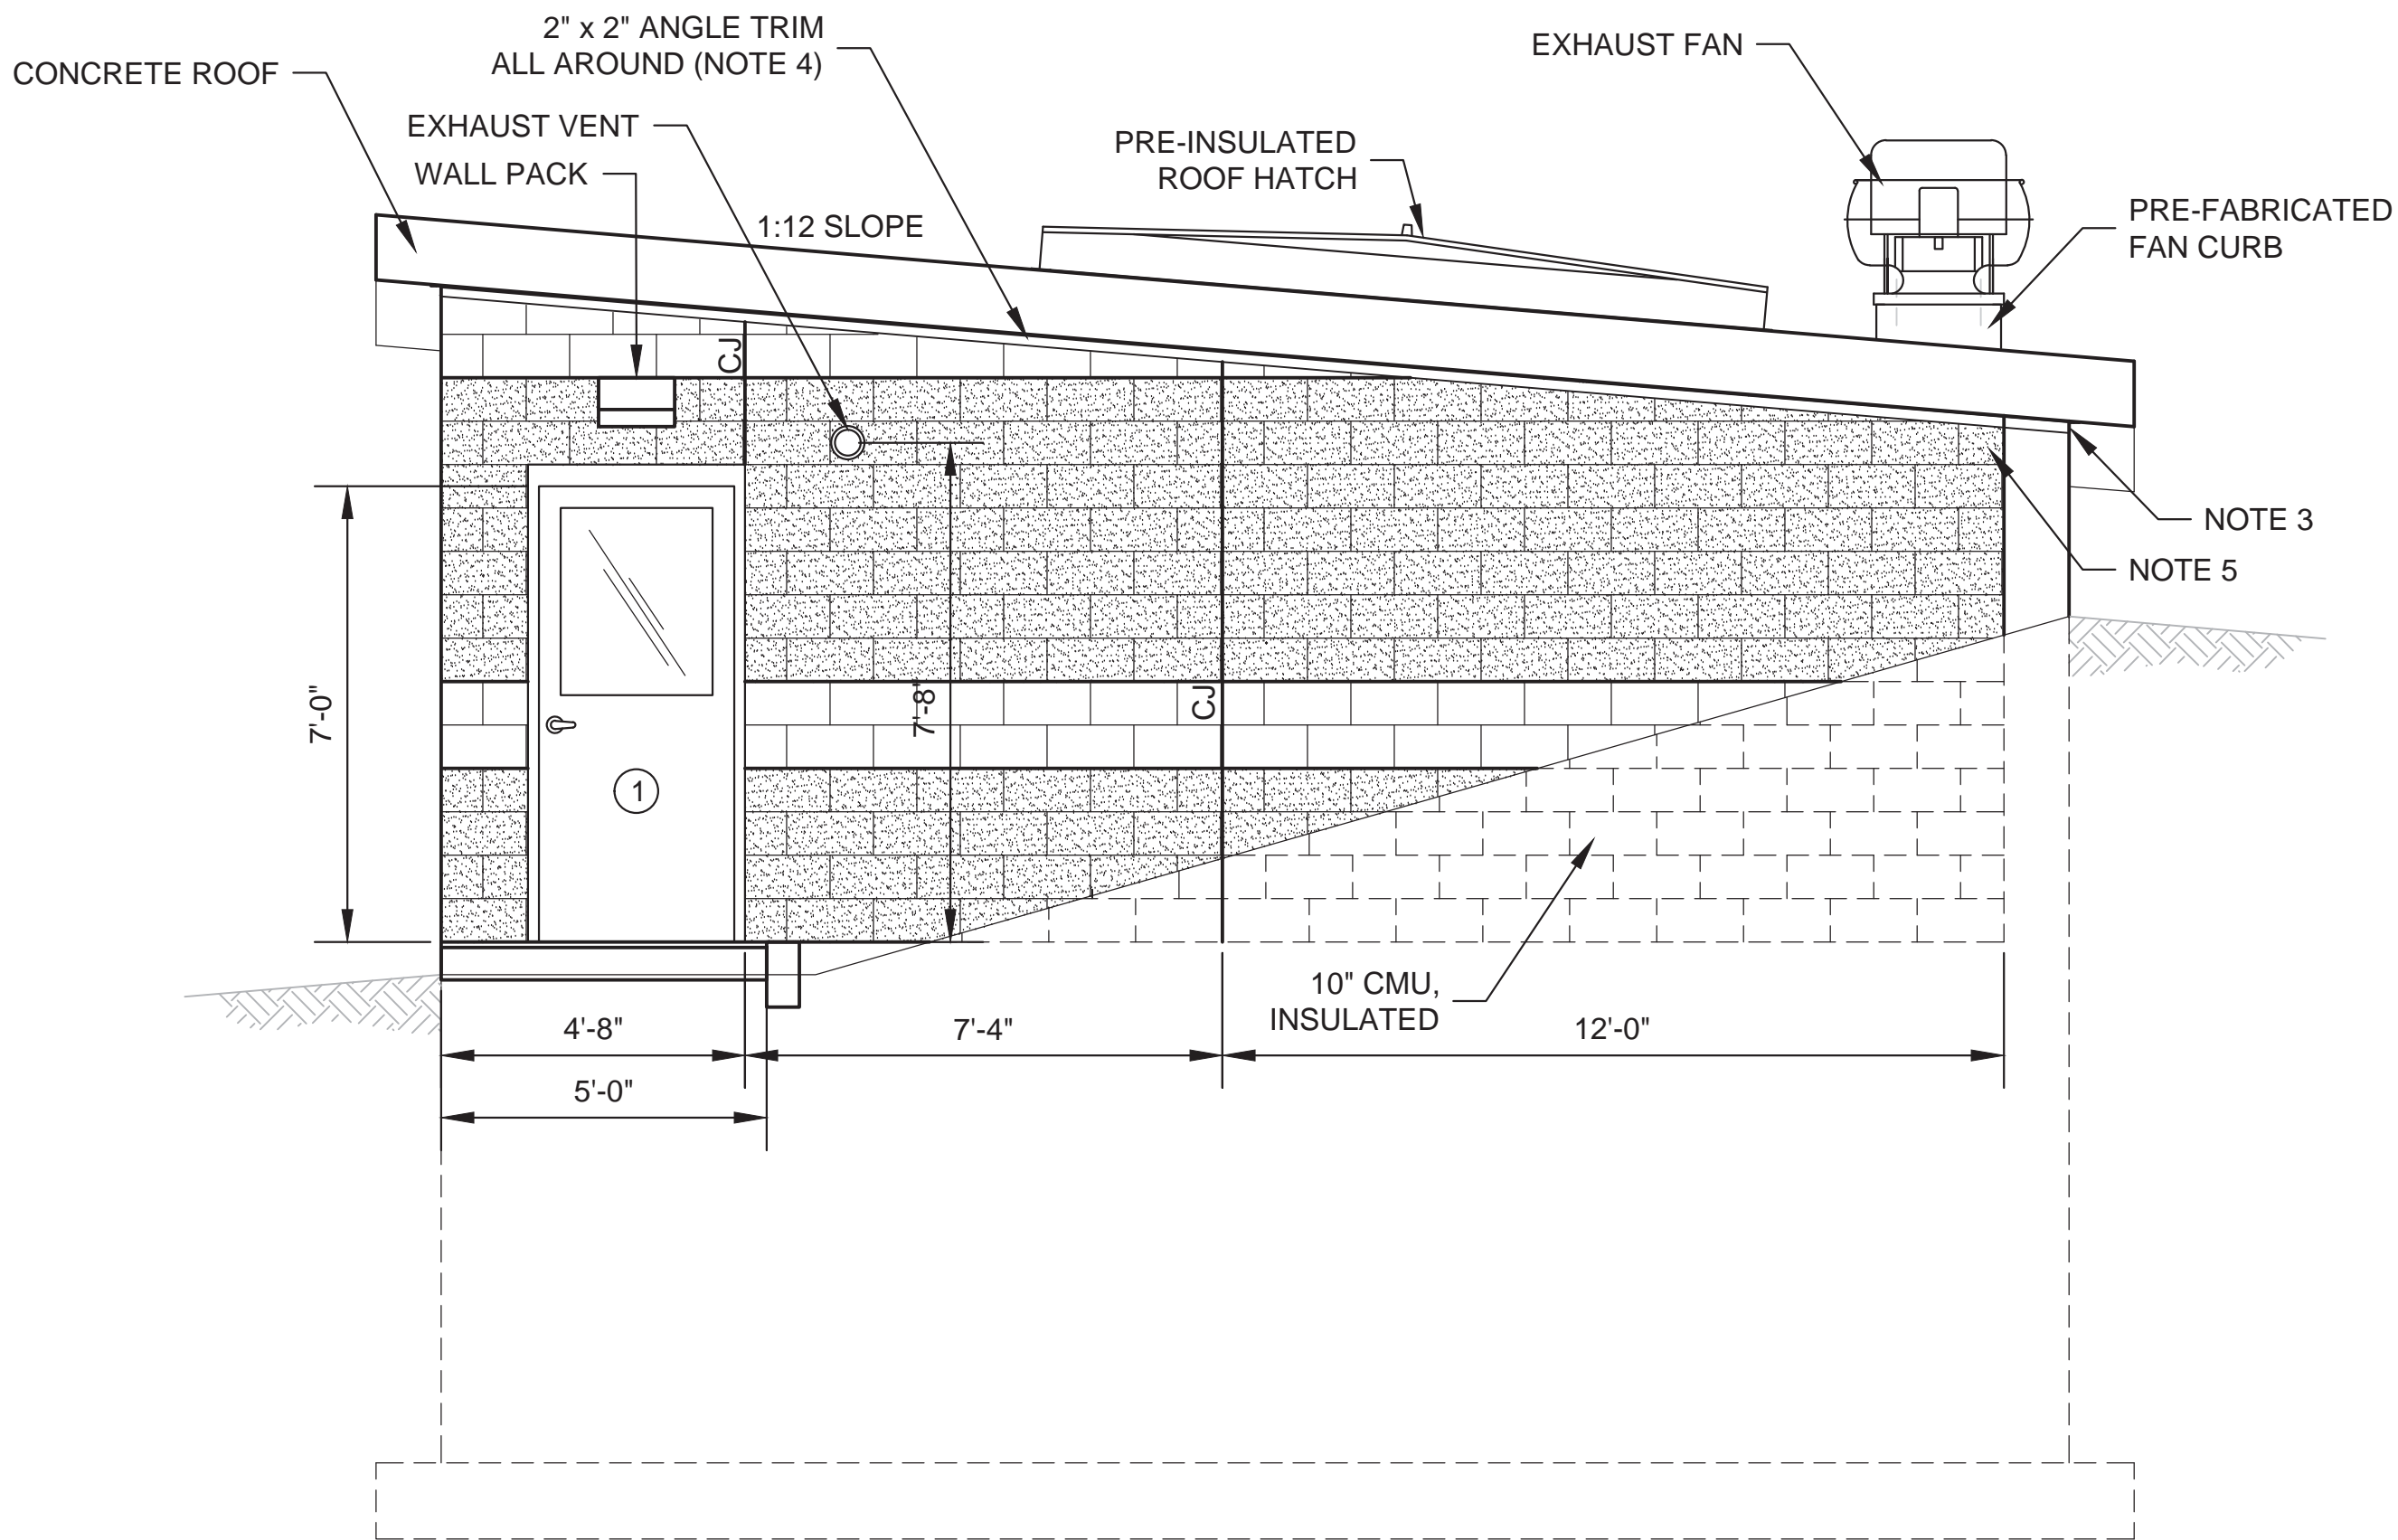 2" x 2" ANGLE TRIM
ALL AROUND (NOTE 4)
EXHAUST FAN
CONCRETE ROOF
EXHAUST VENT
WALL PACK
PRE-INSULATED
ROOF HATCH
1:12 SLOPE
PRE-FABRICATED
FAN CURB
CJ
NOTE 3
NOTE 5
7'-0"
7'-8"
CJ
1
10" CMU,
INSULATED
4'-8"
7'-4"
12'-0"
5'-0"